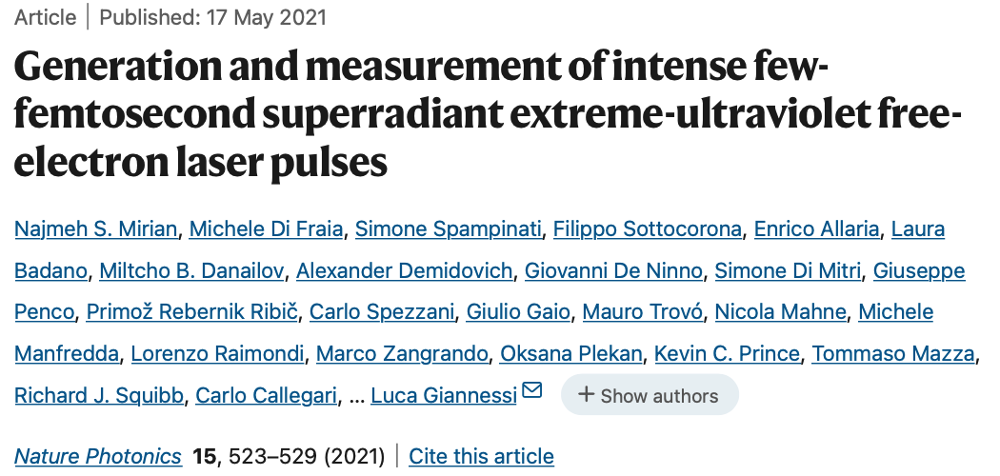 Article | Published: 17 May 2021
Generation and measurement of intense few-
femtosecond superradiant extreme-ultraviolet free-
electron laser pulses
Najmeh S. Mirian, Michele Di Fraia, Simone Spampinati, Filippo Sottocorona, Enrico Allaria, Laura
Badano, Miltcho B. Danailov, Alexander Demidovich, Giovanni De Ninno, Simone Di Mitri, Giuseppe
Penco, Primož Rebernik Ribič, Carlo Spezzani, Giulio Gaio, Mauro Trovó, Nicola Mahne, Michele
Manfredda, Lorenzo Raimondi, Marco Zangrando, Oksana Plekan, Kevin C. Prince, Tommaso Mazza,
Richard J. Squibb, Carlo Callegari, ... Luca Giannessi + Show authors
Nature Photonics 15, 523–529 (2021) | Cite this article